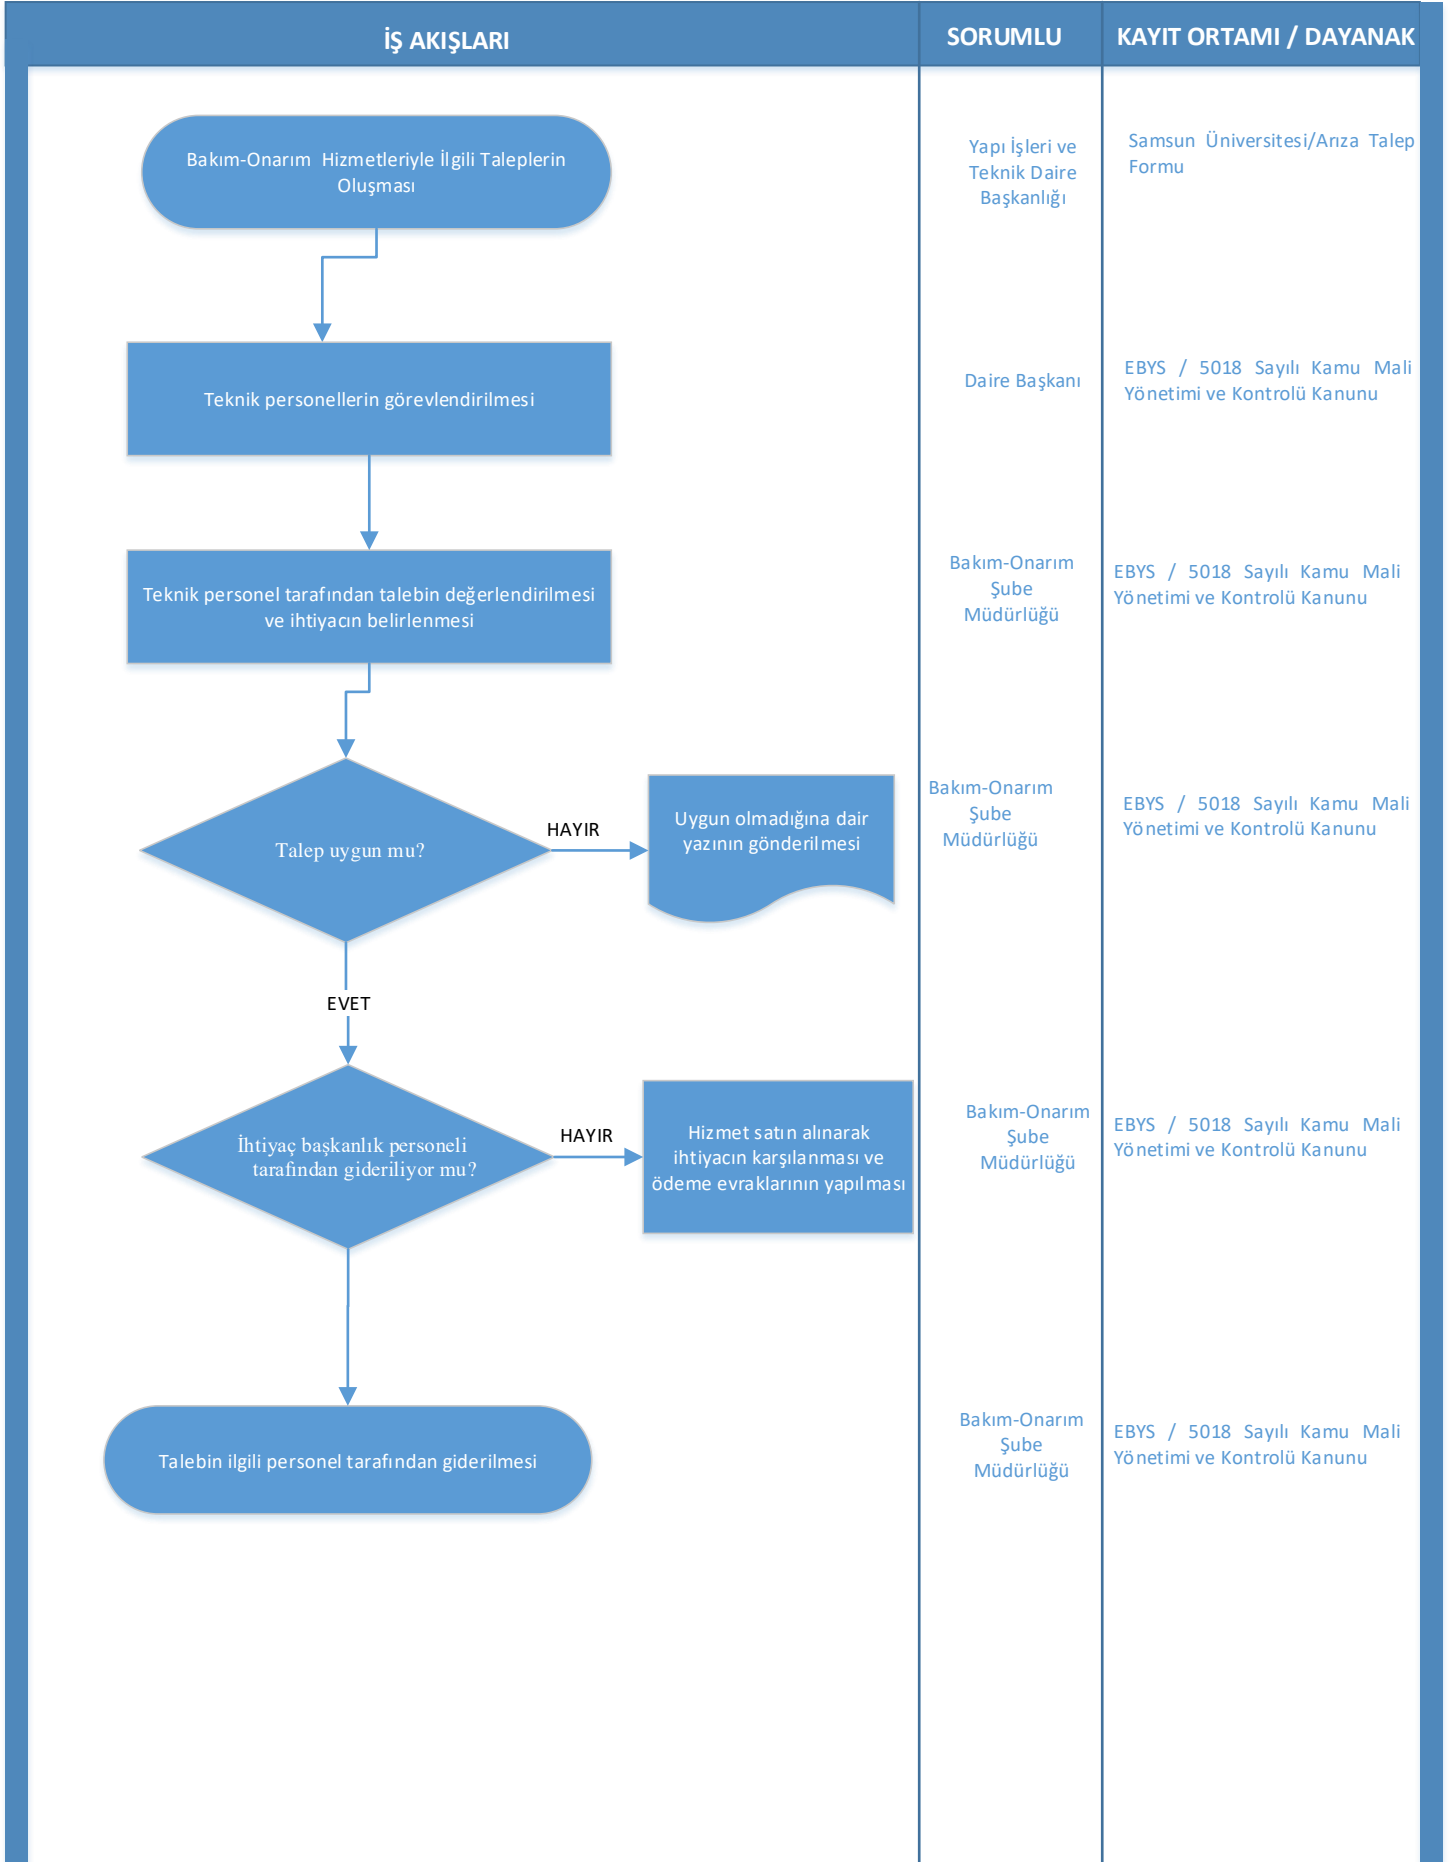 İŞ AKIŞLARI
SORUMLU
KAYIT ORTAMI / DAYANAK
Bakım-Onarım Hizmetleriyle İlgili Taleplerin
Oluşması
Yapı İşleri ve
Teknik Daire
Başkanlığı
Samsun Üniversitesi/Arıza Talep
Formu
Teknik personellerin görevlendirilmesi
Daire Başkanı
EBYS / 5018 Sayılı Kamu Mali
Yönetimi ve Kontrolü Kanunu
Teknik personel tarafından talebin değerlendirilmesi
ve ihtiyacın belirlenmesi
Bakım-Onarım
Şube
Müdürlüğü
EBYS / 5018 Sayılı Kamu Mali
Yönetimi ve Kontrolü Kanunu
Talep uygun mu?
HAYIR
Uygun olmadığına dair
yazının gönderilmesi
Bakım-Onarım
Şube
Müdürlüğü
EBYS / 5018 Sayılı Kamu Mali
Yönetimi ve Kontrolü Kanunu
EVET
İhtiyaç başkanlık personeli
tarafından gideriliyor mu?
HAYIR
Hizmet satın alınarak
ihtiyacın karşılanması ve
ödeme evraklarının yapılması
Bakım-Onarım
Şube
Müdürlüğü
EBYS / 5018 Sayılı Kamu Mali
Yönetimi ve Kontrolü Kanunu
Talebin ilgili personel tarafından giderilmesi
Bakım-Onarım
Şube
Müdürlüğü
EBYS / 5018 Sayılı Kamu Mali
Yönetimi ve Kontrolü Kanunu